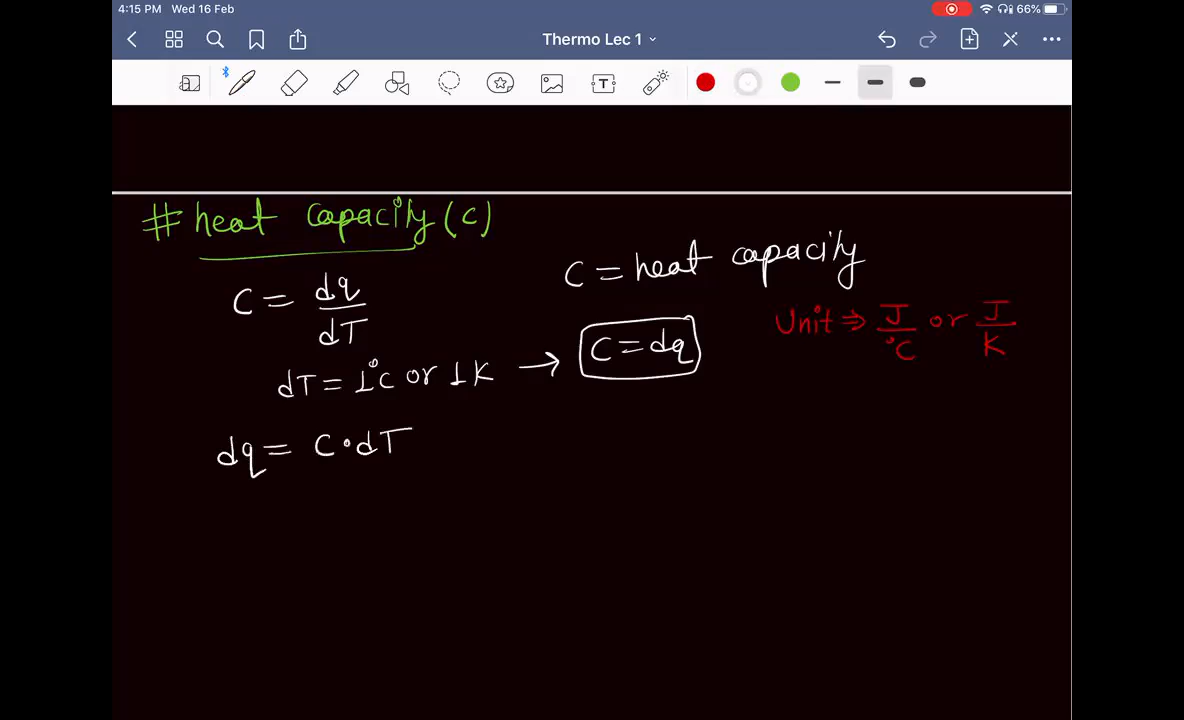 4:15 PM Wed 16 Feb 66%
Thermo Lec 1
# heat capacity (c)
C = heat capacity
C = dq/dT
Unit ⇒ J/°C or J/K
dT = 1°C or 1K → C = dq
dq = C·dT